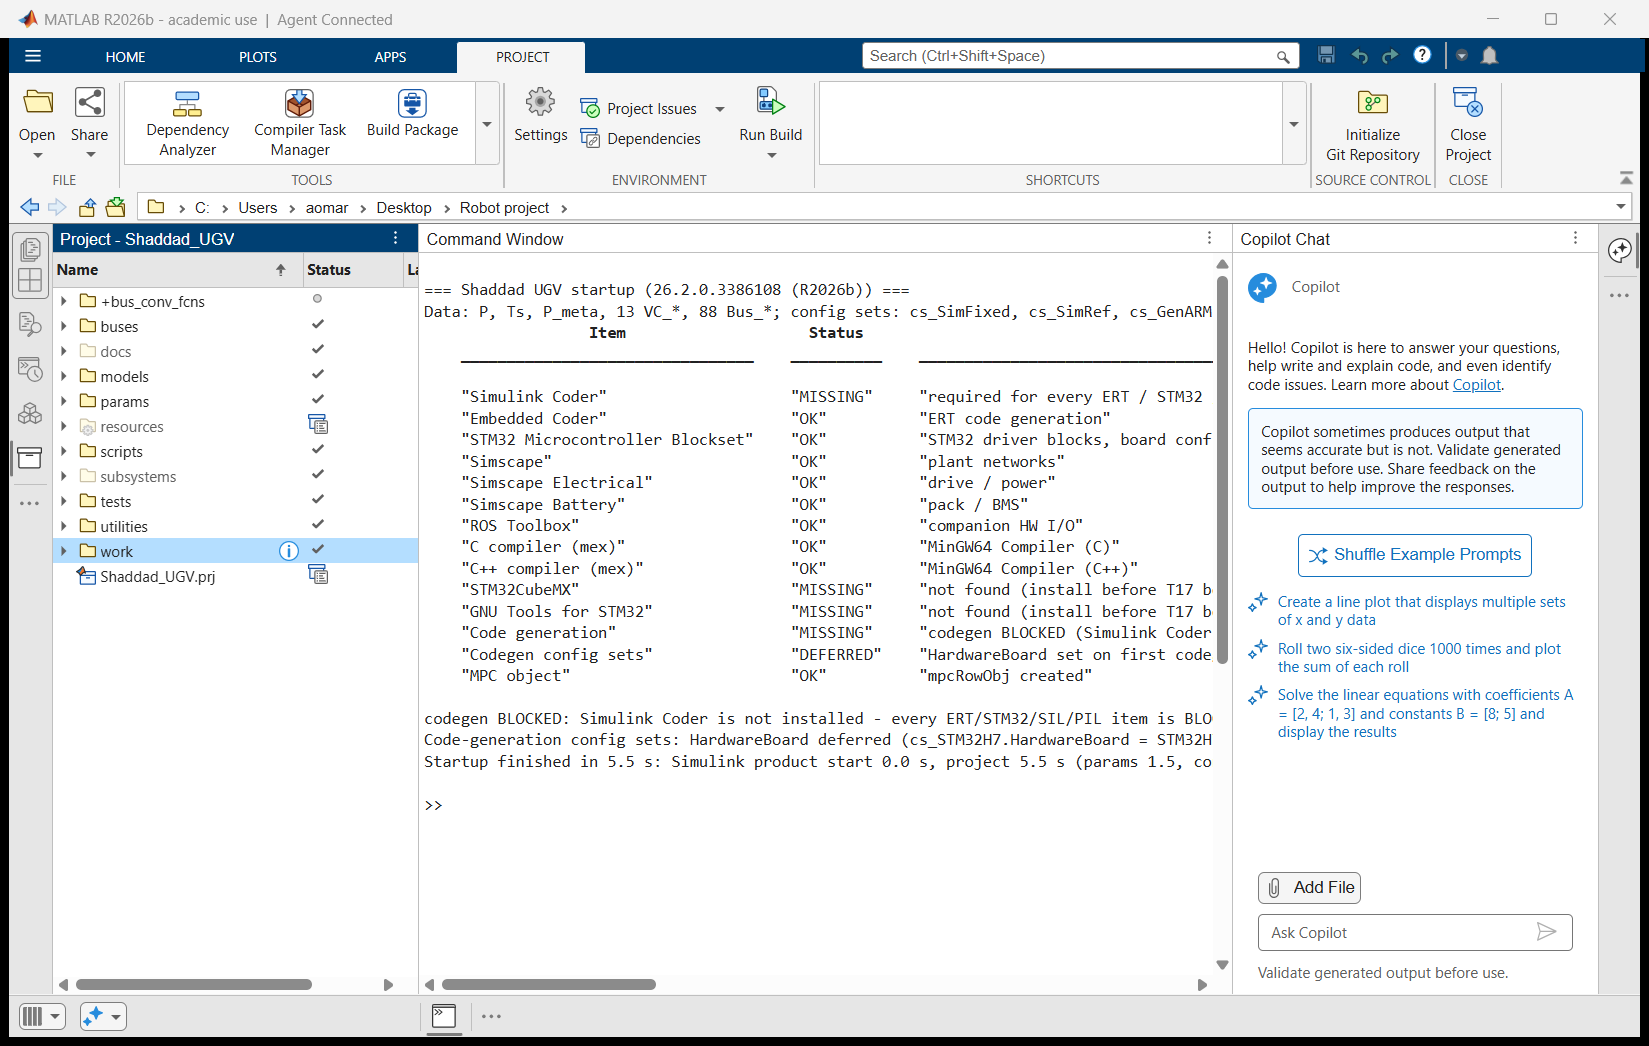 MATLAB R2026b - academic use | Agent Connected
HOME PLOTS APPS PROJECT
Search (Ctrl+Shift+Space)
Open
Share
FILE
Dependency Analyzer
Compiler Task Manager
Build Package
TOOLS
Settings
Project Issues
Dependencies
Run Build
ENVIRONMENT
SHORTCUTS
Initialize Git Repository
SOURCE CONTROL
Close Project
CLOSE
C: › Users › aomar › Desktop › Robot project ›
Project - Shaddad_UGV
Name Status La
+bus_conv_fcns
buses
docs
models
params
resources
scripts
subsystems
tests
utilities
work
Shaddad_UGV.prj
Command Window
=== Shaddad UGV startup (26.2.0.3386108 (R2026b)) ===
Data: P, Ts, P_meta, 13 VC_*, 88 Bus_*; config sets: cs_SimFixed, cs_SimRef, cs_GenARM
Item Status
"Simulink Coder" "MISSING" "required for every ERT / STM32
"Embedded Coder" "OK" "ERT code generation"
"STM32 Microcontroller Blockset" "OK" "STM32 driver blocks, board conf
"Simscape" "OK" "plant networks"
"Simscape Electrical" "OK" "drive / power"
"Simscape Battery" "OK" "pack / BMS"
"ROS Toolbox" "OK" "companion HW I/O"
"C compiler (mex)" "OK" "MinGW64 Compiler (C)"
"C++ compiler (mex)" "OK" "MinGW64 Compiler (C++)"
"STM32CubeMX" "MISSING" "not found (install before T17 b
"GNU Tools for STM32" "MISSING" "not found (install before T17 b
"Code generation" "MISSING" "codegen BLOCKED (Simulink Coder
"Codegen config sets" "DEFERRED" "HardwareBoard set on first code
"MPC object" "OK" "mpcRowObj created"
codegen BLOCKED: Simulink Coder is not installed - every ERT/STM32/SIL/PIL item is BLO
Code-generation config sets: HardwareBoard deferred (cs_STM32H7.HardwareBoard = STM32H
Startup finished in 5.5 s: Simulink product start 0.0 s, project 5.5 s (params 1.5, co
>>
Copilot Chat
Copilot
Hello! Copilot is here to answer your questions,
help write and explain code, and even identify
code issues. Learn more about Copilot.
Copilot sometimes produces output that
seems accurate but is not. Validate generated
output before use. Share feedback on the
output to help improve the responses.
Shuffle Example Prompts
Create a line plot that displays multiple sets
of x and y data
Roll two six-sided dice 1000 times and plot
the sum of each roll
Solve the linear equations with coefficients A
= [2, 4; 1, 3] and constants B = [8; 5] and
display the results
Add File
Ask Copilot
Validate generated output before use.